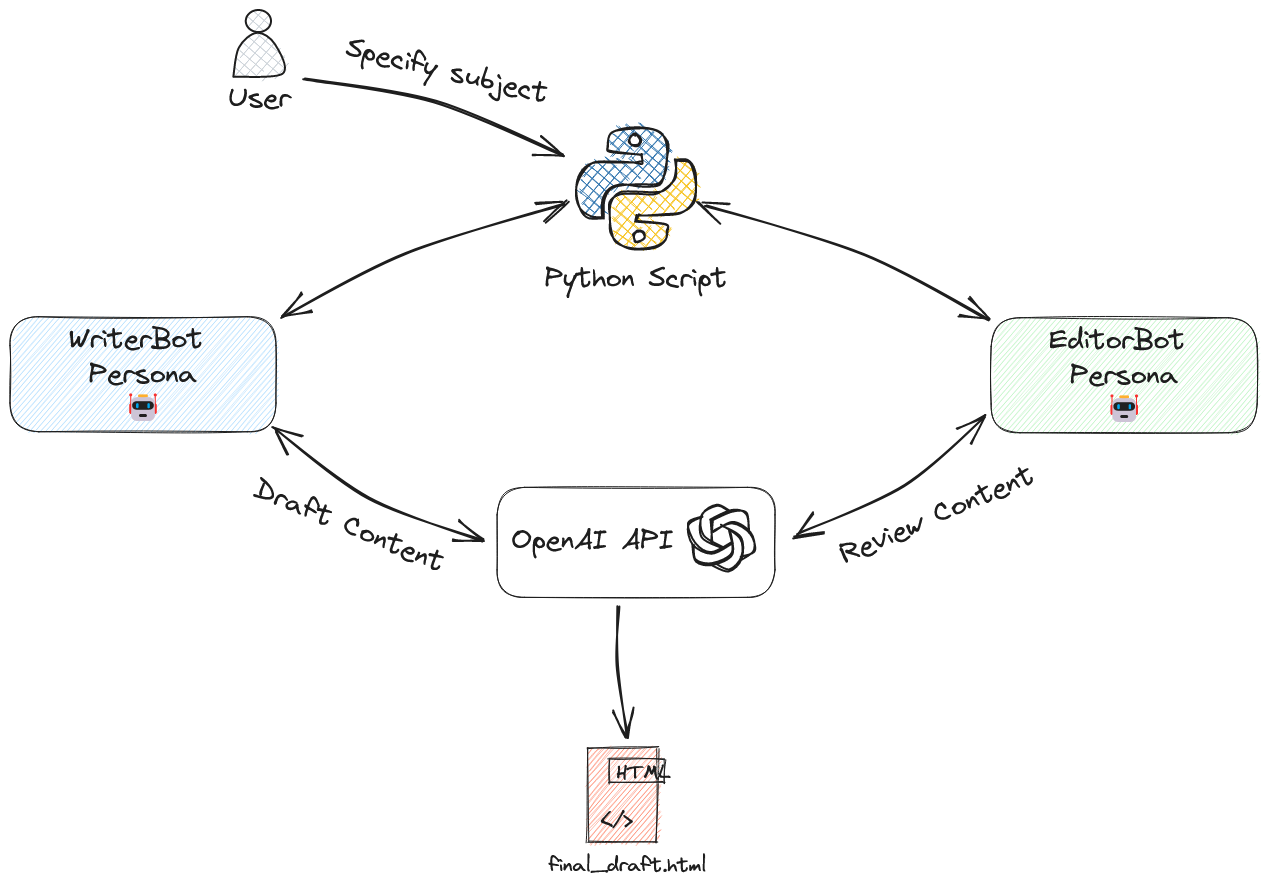 Specify subject
User
Python Script
WriterBot
Persona
EditorBot
Persona
Draft Content
OpenAI API
Review Content
HTML
</>
final_draft.html